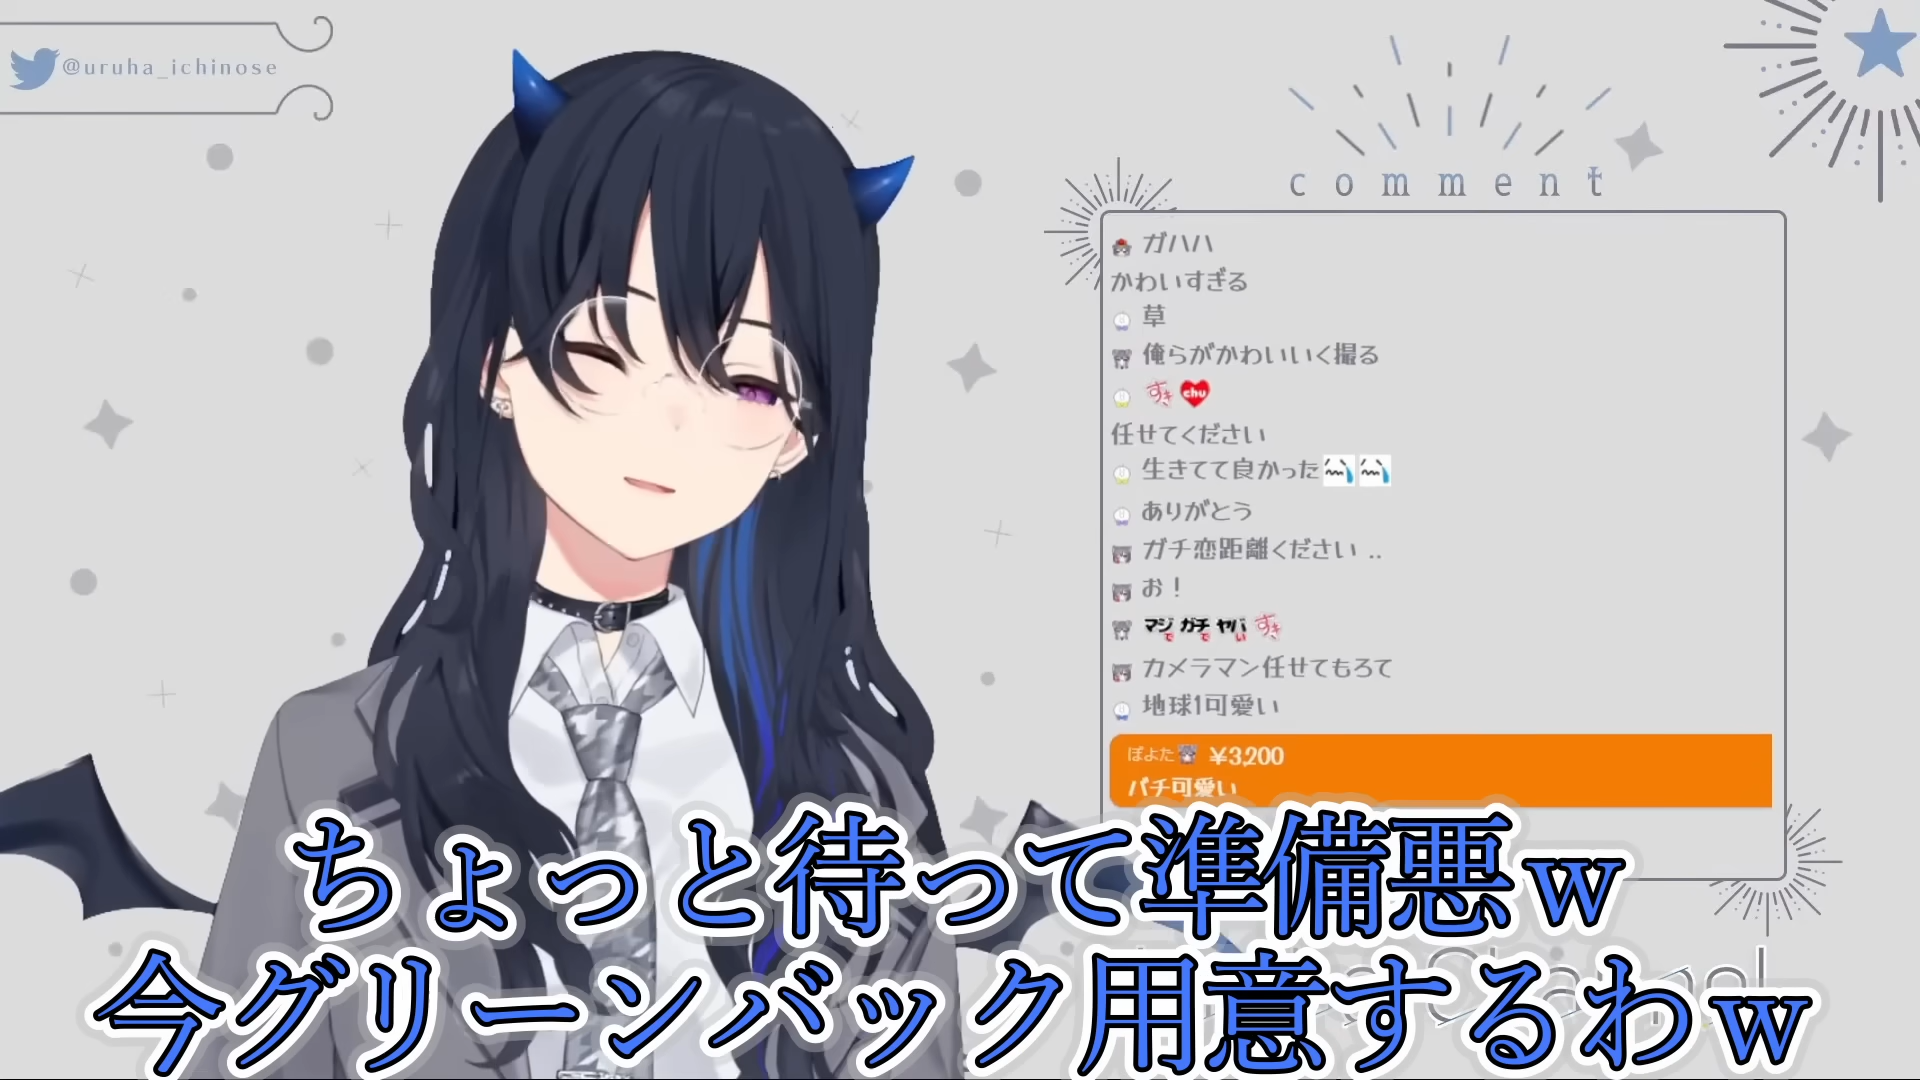 @uruha_ichinose
comment
ガハハ
かわいすぎる
草
俺らがかわいいく撮る
すき chu
任せてください
生きてて良かった
ありがとう
ガチ恋距離ください ..
お！
マジで ガチで ヤバい すき
カメラマン任せてもろて
地球1可愛い
ぽよた ¥3,200
パチ可愛い
ちょっと待って準備悪ｗ
今グリーンバック用意するわｗ